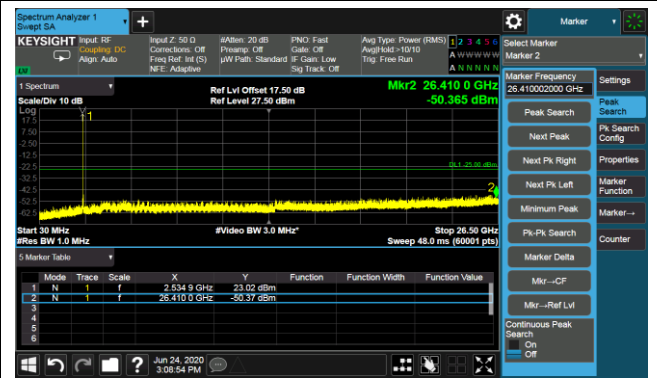 Spectrum Analyzer 1
Swept SA
Marker
KEYSIGHT
Input: RF
Coupling: DC
Align: Auto
Input Z: 50 Ω
Corrections: Off
Freq Ref: Int (S)
NFE: Adaptive
#Atten: 20 dB
Preamp: Off
µW Path: Standard
PNO: Fast
Gate: Off
IF Gain: Low
Sig Track: Off
Avg Type: Power (RMS)
Avg|Hold:>10/10
Trig: Free Run
1 2 3 4 5 6
A W W W W W
A N N N N N
LXI
Select Marker
Marker 2
1 Spectrum
Scale/Div 10 dB
Ref Lvl Offset 17.50 dB
Ref Level 27.50 dBm
Mkr2 26.410 0 GHz
-50.365 dBm
Log
17.5
7.50
-2.50
-12.5
-22.5
-32.5
-42.5
-52.5
-62.5
1
DL1 -25.00 dBm
2
Start 30 MHz
#Res BW 1.0 MHz
#Video BW 3.0 MHz*
Stop 26.50 GHz
Sweep 48.0 ms (60001 pts)
5 Marker Table
Mode Trace Scale X Y Function Function Width Function Value
1 N 1 f 2.534 9 GHz 23.02 dBm
2 N 1 f 26.410 0 GHz -50.37 dBm
3
4
5
6
Jun 24, 2020
3:08:54 PM
Marker Frequency
26.410002000 GHz
Peak Search
Next Peak
Next Pk Right
Next Pk Left
Minimum Peak
Pk-Pk Search
Marker Delta
Mkr→CF
Mkr→Ref Lvl
Continuous Peak
Search
On
Off
Settings
Peak
Search
Pk Search
Config
Properties
Marker
Function
Marker→
Counter